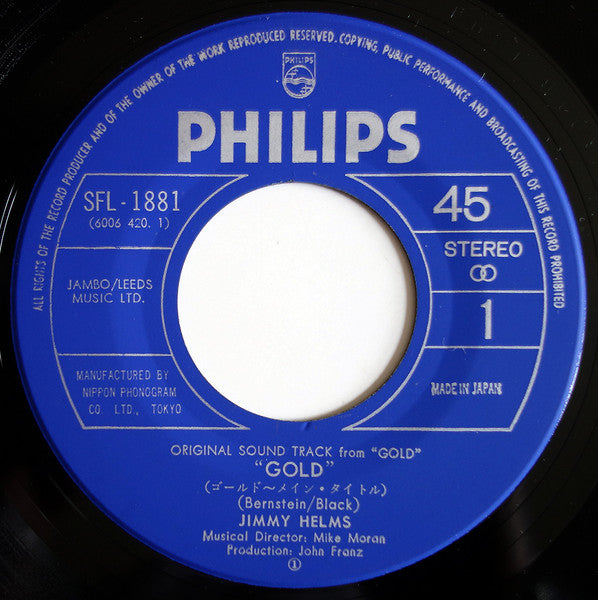 ALL RIGHTS OF THE RECORD PRODUCER AND OF THE OWNER OF THE WORK REPRODUCED RESERVED. COPYING, PUBLIC PERFORMANCE AND BROADCASTING OF THIS RECORD PROHIBITED
PHILIPS
PHILIPS
SFL-1881
(6006 420. 1)
JAMBO/LEEDS
MUSIC LTD.
MANUFACTURED BY
NIPPON PHONOGRAM
CO. LTD., TOKYO
45
STEREO
1
MADE IN JAPAN
ORIGINAL SOUND TRACK from "GOLD"
"GOLD"
(ゴールド〜メイン・タイトル)
(Bernstein/Black)
JIMMY HELMS
Musical Director: Mike Moran
Production: John Franz
①